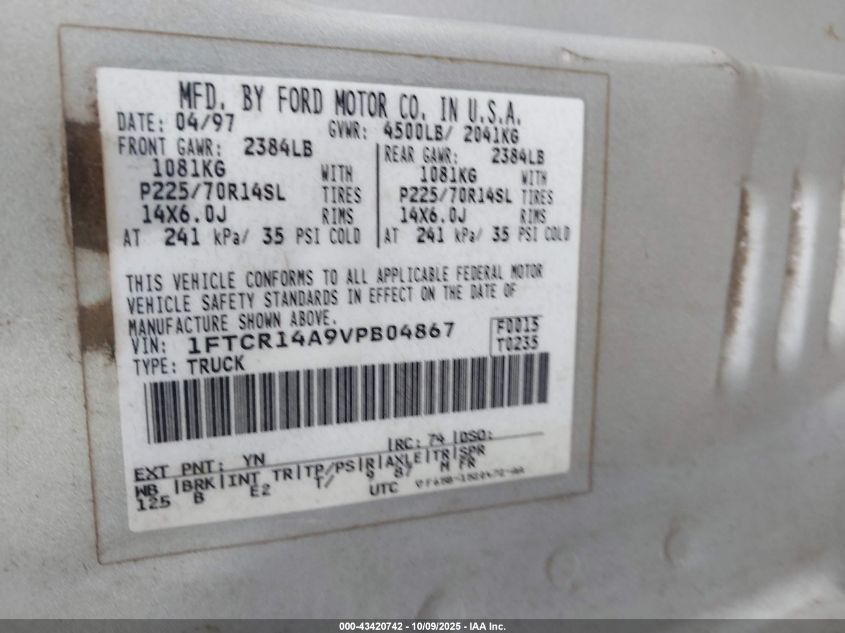 MFD. BY FORD MOTOR CO. IN U.S.A.
DATE: 04/97 GVWR: 4500LB/ 2041KG
FRONT GAWR: 2384LB REAR GAWR: 2384LB
1081KG WITH 1081KG WITH
P225/70R14SL TIRES P225/70R14SL TIRES
14X6.0J RIMS 14X6.0J RIMS
AT 241 kPa/ 35 PSI COLD AT 241 kPa/ 35 PSI COLD
THIS VEHICLE CONFORMS TO ALL APPLICABLE FEDERAL MOTOR
VEHICLE SAFETY STANDARDS IN EFFECT ON THE DATE OF
MANUFACTURE SHOWN ABOVE.
VIN: 1FTCR14A9VPB04867 F0015
TYPE: TRUCK T0235
EXT PNT: YN RC: 74 DSO:
WB BRK INT TR TP/PS R AXLE TR SPR
125 B E2 T/ 9 87 M FR
UTC
000-43420742 - 10/09/2025 - IAA Inc.